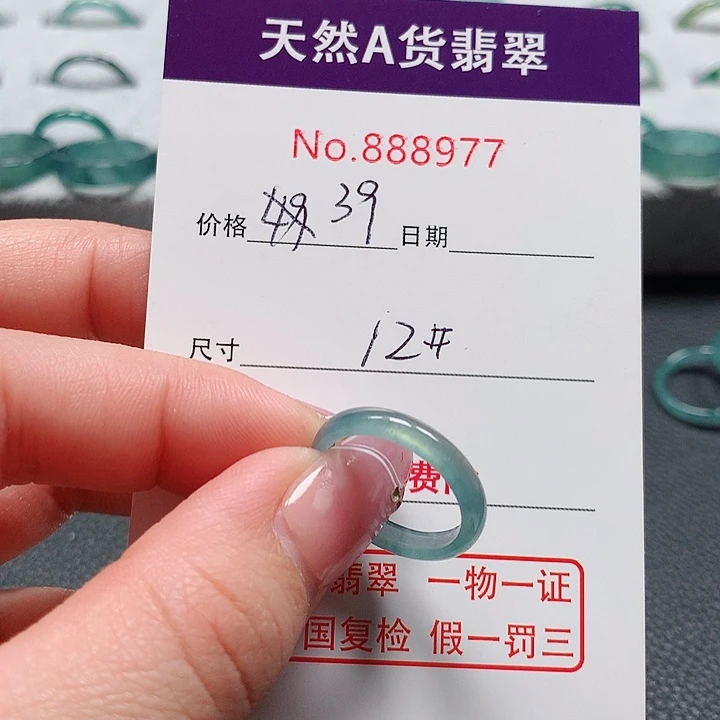 天然A货翡翠
No.888977
价格 49 39 日期
尺寸 12#
费
翡翠 一物一证
国复检 假一罚三